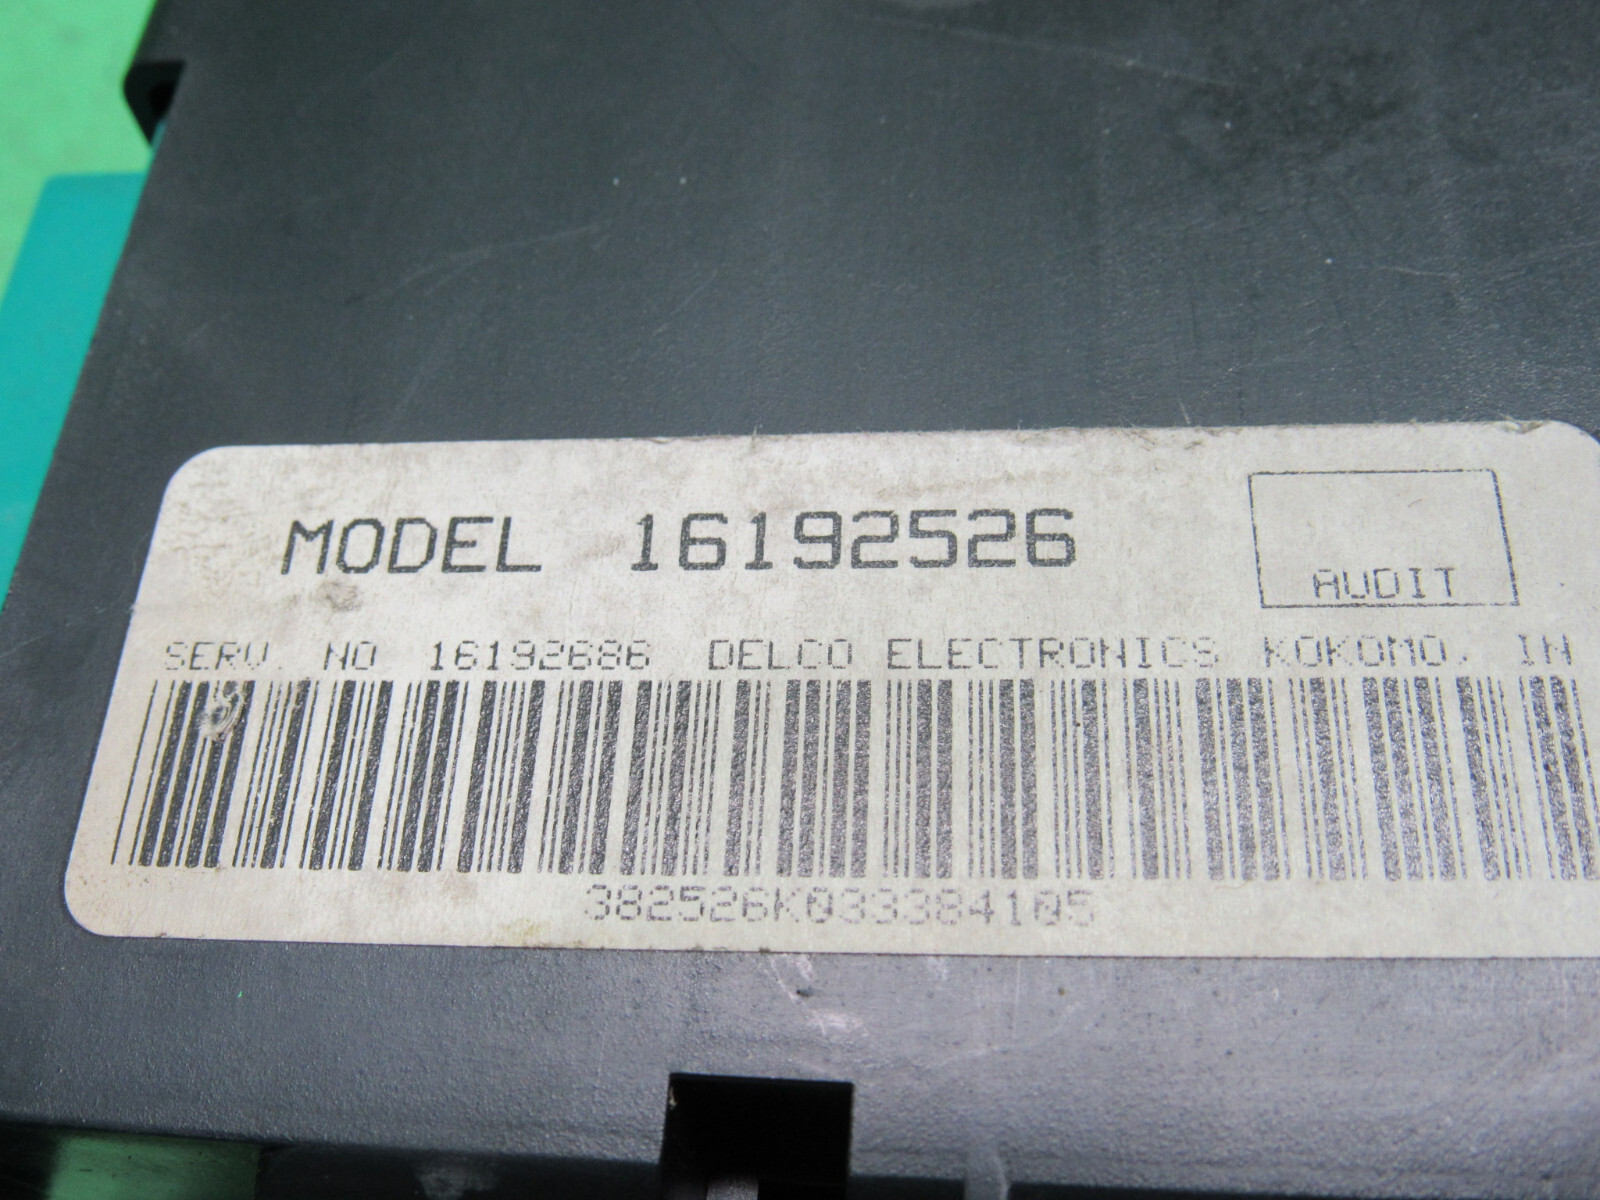 MODEL 16192526
AUDIT
SERV. NO 16192686 DELCO ELECTRONICS KOKOMO, IN
382526K033384105